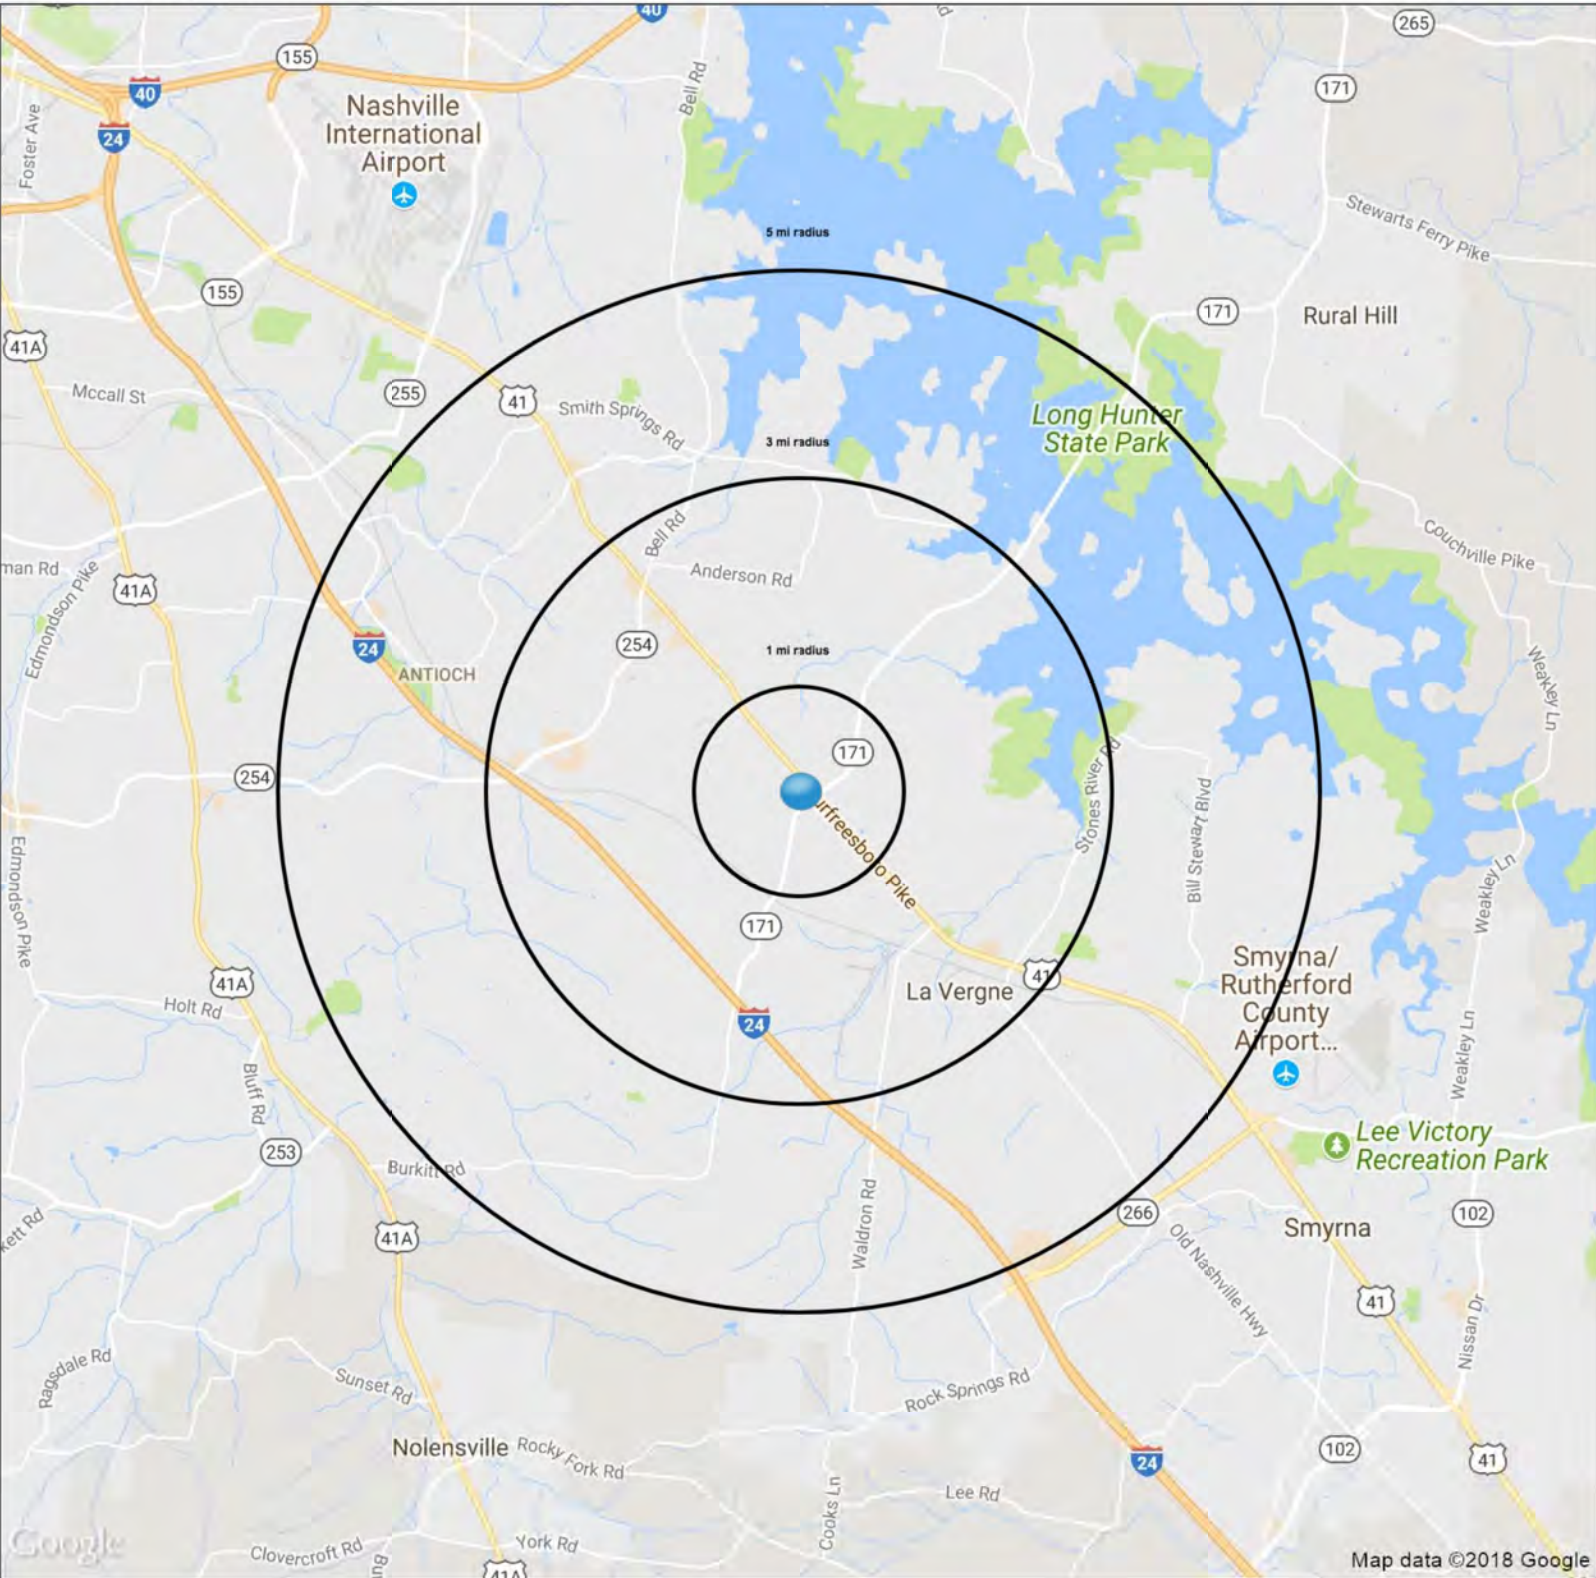 40
265
155
171
Bell Rd
40
24
Foster Ave
Nashville
International
Airport
Stewarts Ferry Pike
5 mi radius
155
171
Rural Hill
41A
Mccall St
255
41
Smith Springs Rd
Long Hunter
State Park
3 mi radius
Bell Rd
Couchville Pike
man Rd
41A
Edmondson Pike
Anderson Rd
254
24
ANTIOCH
1 mi radius
Weakley Ln
171
254
Stones River Rd
Bill Stewart Blvd
urfreesboro Pike
Edmondson Pike
Weakley Ln
171
41A
Holt Rd
La Vergne
41
24
Smyrna/
Rutherford
County
Airport...
Weakley Ln
Bluff Rd
253
Burkitt Rd
Lee Victory
Recreation Park
kett Rd
41A
Waldron Rd
266
Old Nashville Hwy
Smyrna
102
41
Nissan Dr
Ragsdale Rd
Sunset Rd
Rock Springs Rd
Nolensville
Rocky Fork Rd
24
102
41
Cooks Ln
Lee Rd
Google
Clovercroft Rd
Bu
York Rd
41A
Map data ©2018 Google